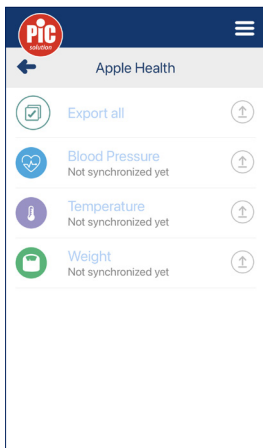 PiC
solution
Apple Health
Export all
Blood Pressure
Not synchronized yet
Temperature
Not synchronized yet
Weight
Not synchronized yet